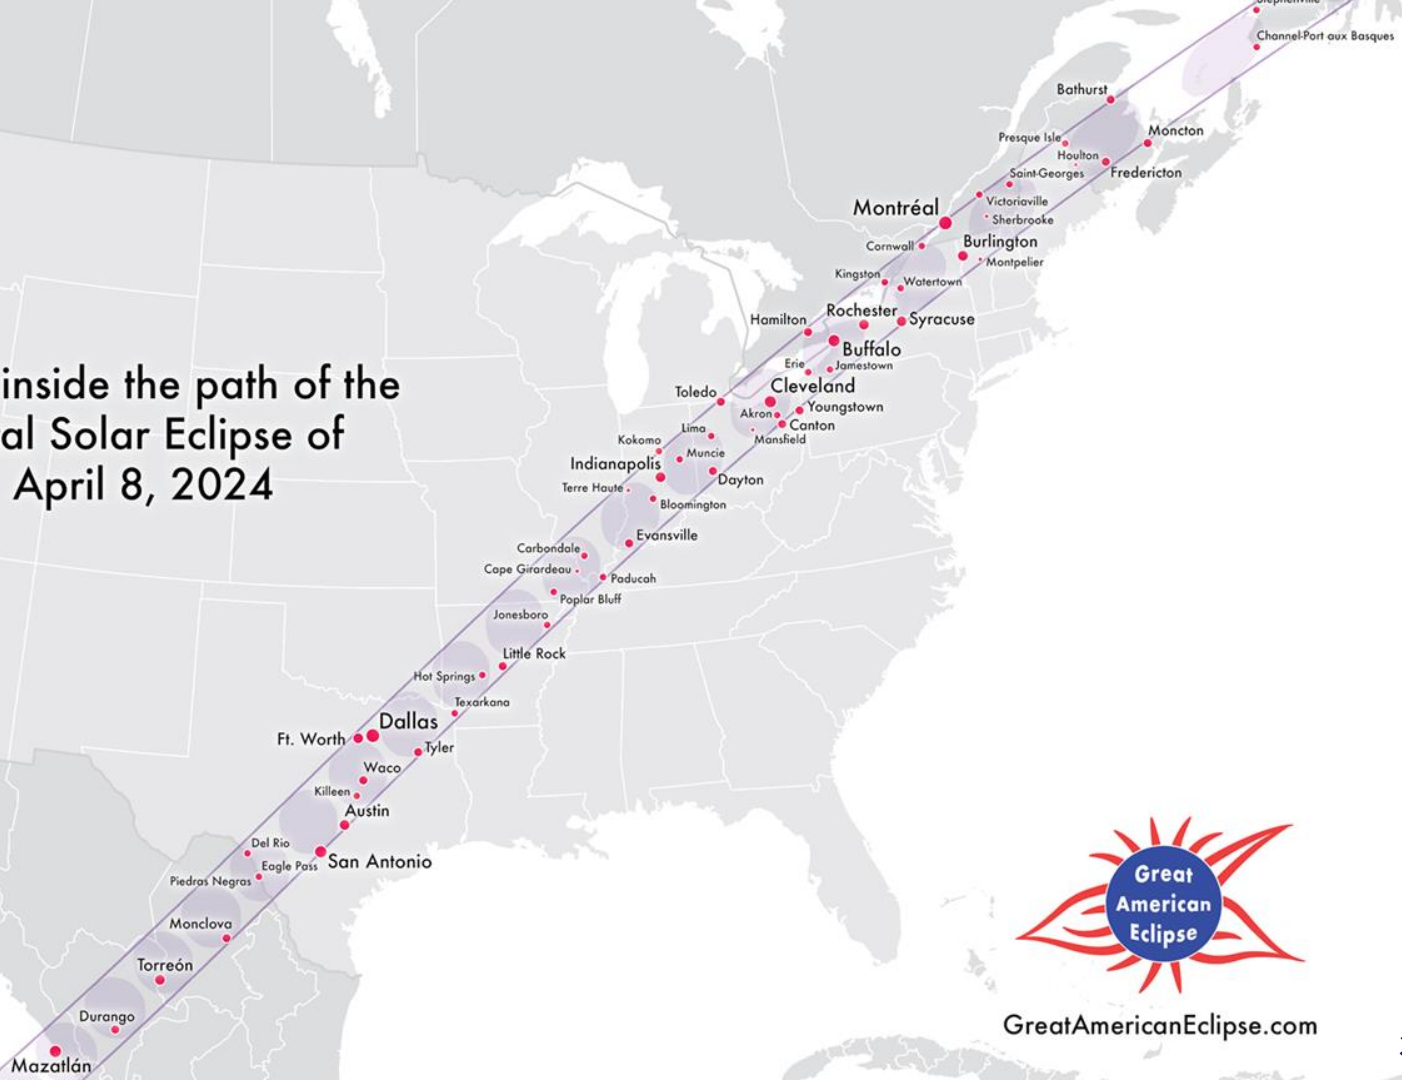 Stephenville
Channel-Port aux Basques
Bathurst
Moncton
Presque Isle
Houlton
Fredericton
Saint-Georges
Victoriaville
Montréal
Sherbrooke
Cornwall
Burlington
Montpelier
Kingston
Watertown
Hamilton
Rochester
Syracuse
Buffalo
Erie
Jamestown
Toledo
Cleveland
Akron
Youngstown
Canton
Lima
Mansfield
Kokomo
Muncie
Indianapolis
Dayton
Terre Haute
Bloomington
inside the path of the
al Solar Eclipse of
April 8, 2024
Evansville
Carbondale
Cape Girardeau
Paducah
Poplar Bluff
Jonesboro
Little Rock
Hot Springs
Texarkana
Dallas
Ft. Worth
Tyler
Waco
Killeen
Austin
Del Rio
San Antonio
Eagle Pass
Piedras Negras
Monclova
Torreón
Durango
Mazatlán
Great
American
Eclipse
GreatAmericanEclipse.com